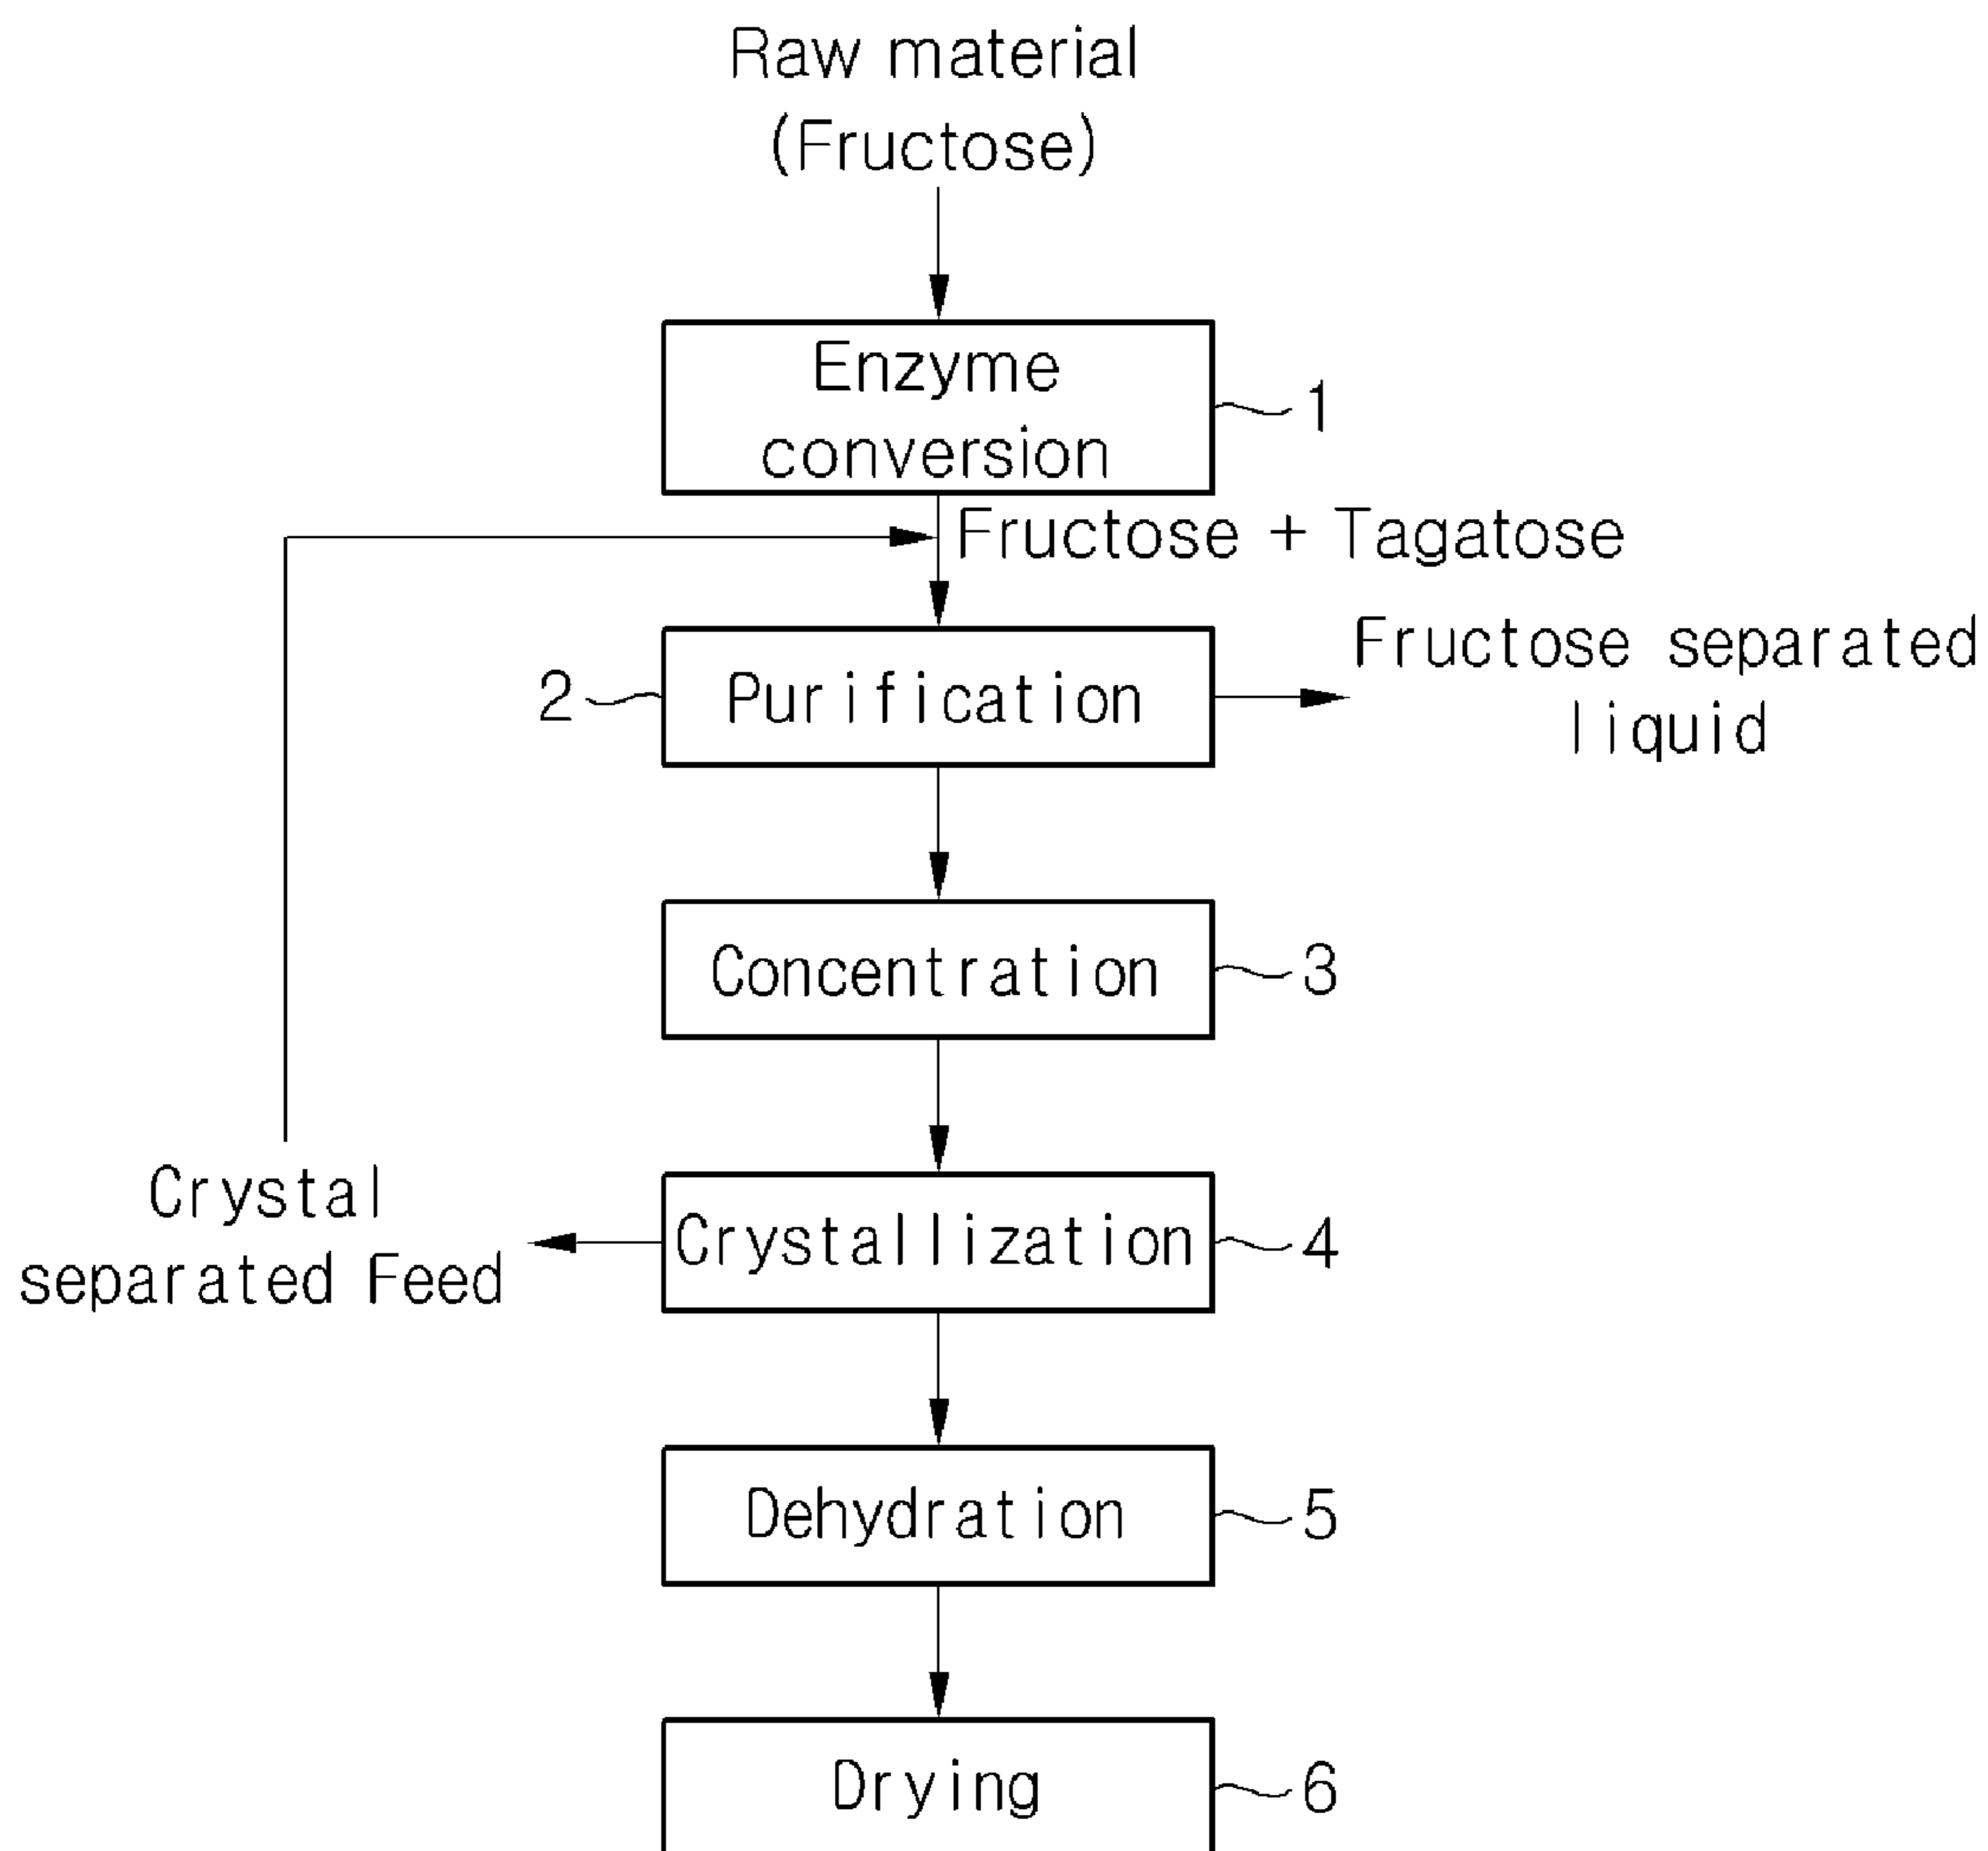 Raw material
(Fructose)
Enzyme
conversion
1
Fructose + Tagatose
Fructose separated
liquid
2
Purification
Concentration
3
Crystal
separated Feed
Crystallization
4
Dehydration
5
Drying
6